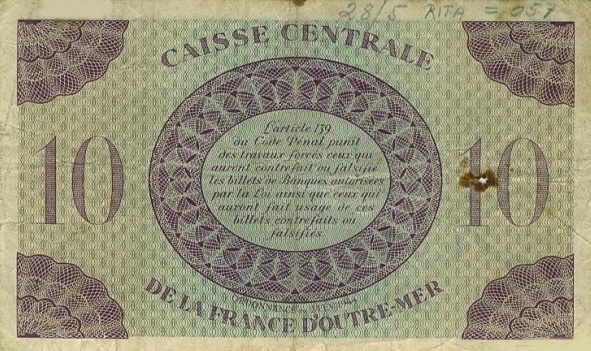 28/5 RITA = 051
CAISSE CENTRALE
10
L'article 139
du Code Penal punit
des travaux forcés ceux qui
auront contrefait ou falsifié
les billets de Banques autorisées
par la Loi ainsi que ceux qui
auront fait usage de ces
billets contrefaits ou
falsifiés.
10
ORDONNANCE
DE LA FRANCE D'OUTRE-MER